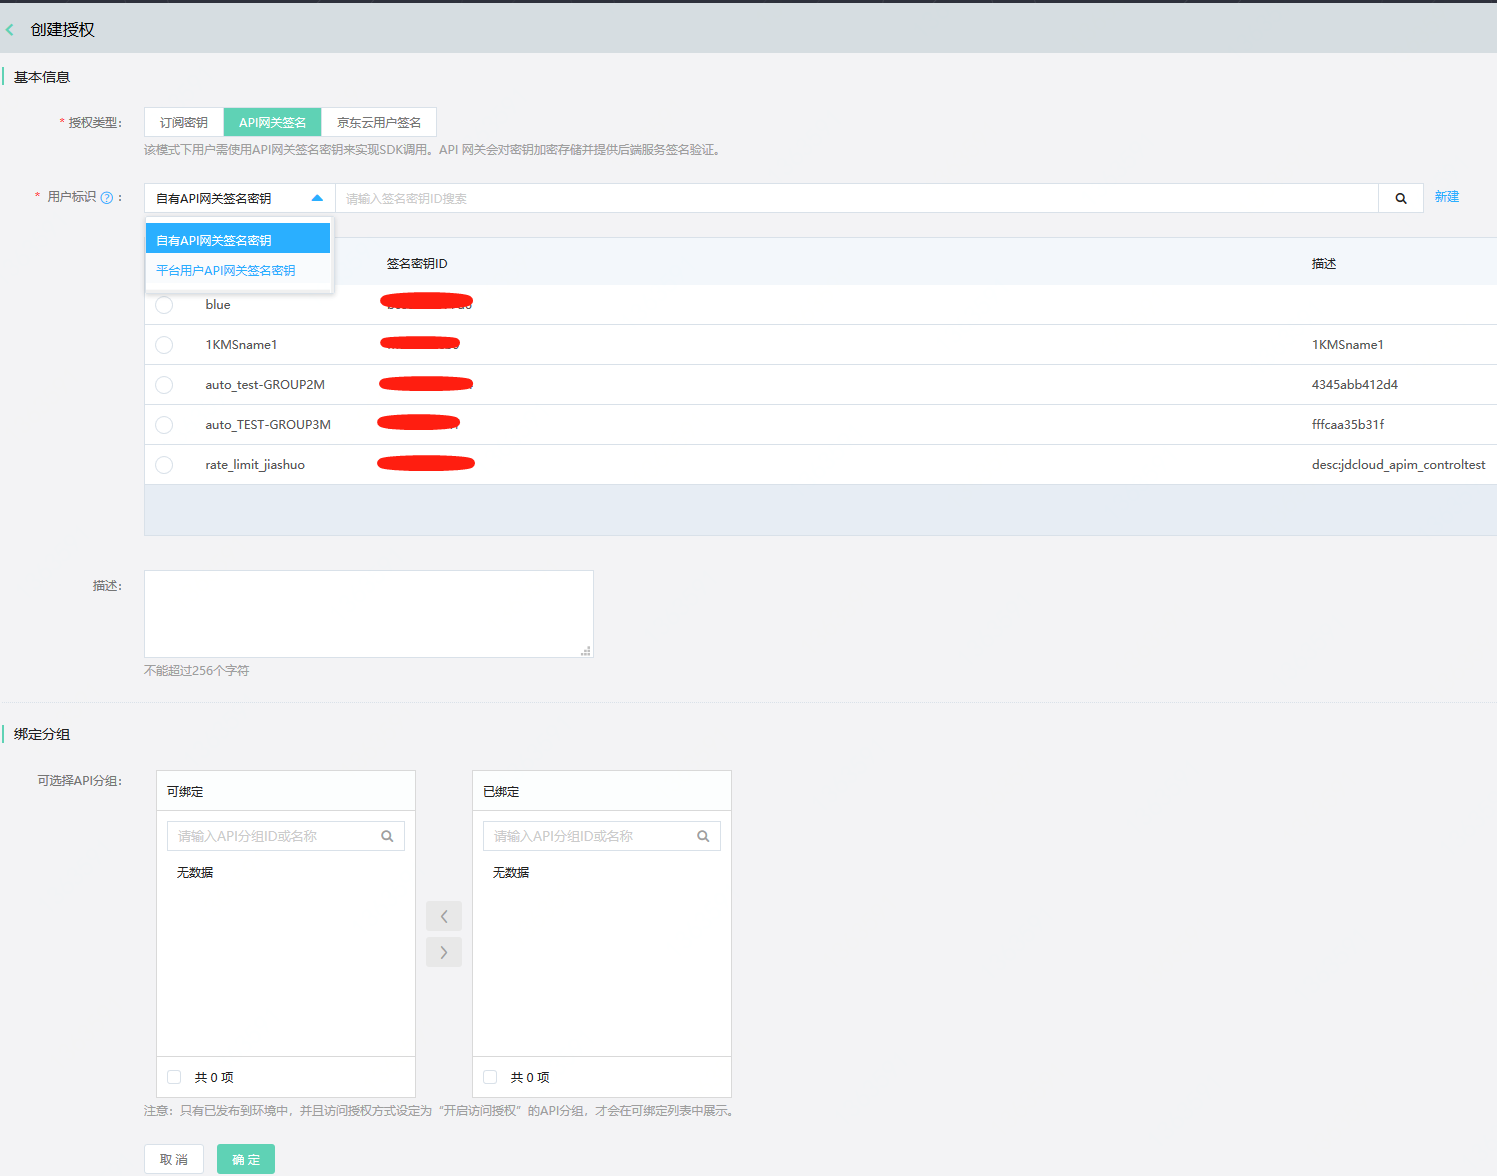 创建授权
基本信息
* 授权类型：
订阅密钥 API网关签名 京东云用户签名
该模式下用户需使用API网关签名密钥来实现SDK调用。API 网关会对密钥加密存储并提供后端服务签名验证。
* 用户标识 ? ：
自有API网关签名密钥 请输入签名密钥ID搜索 新建
自有API网关签名密钥
平台用户API网关签名密钥
签名密钥ID 描述
blue
1KMSname1 1KMSname1
auto_test-GROUP2M 4345abb412d4
auto_TEST-GROUP3M fffcaa35b31f
rate_limit_jiashuo desc:jdcloud_apim_controltest
描述：
不能超过256个字符
绑定分组
可选择API分组：
可绑定 已绑定
请输入API分组ID或名称 请输入API分组ID或名称
无数据 无数据
共 0 项 共 0 项
注意：只有已发布到环境中，并且访问授权方式设定为“开启访问授权”的API分组，才会在可绑定列表中展示。
取 消 确 定